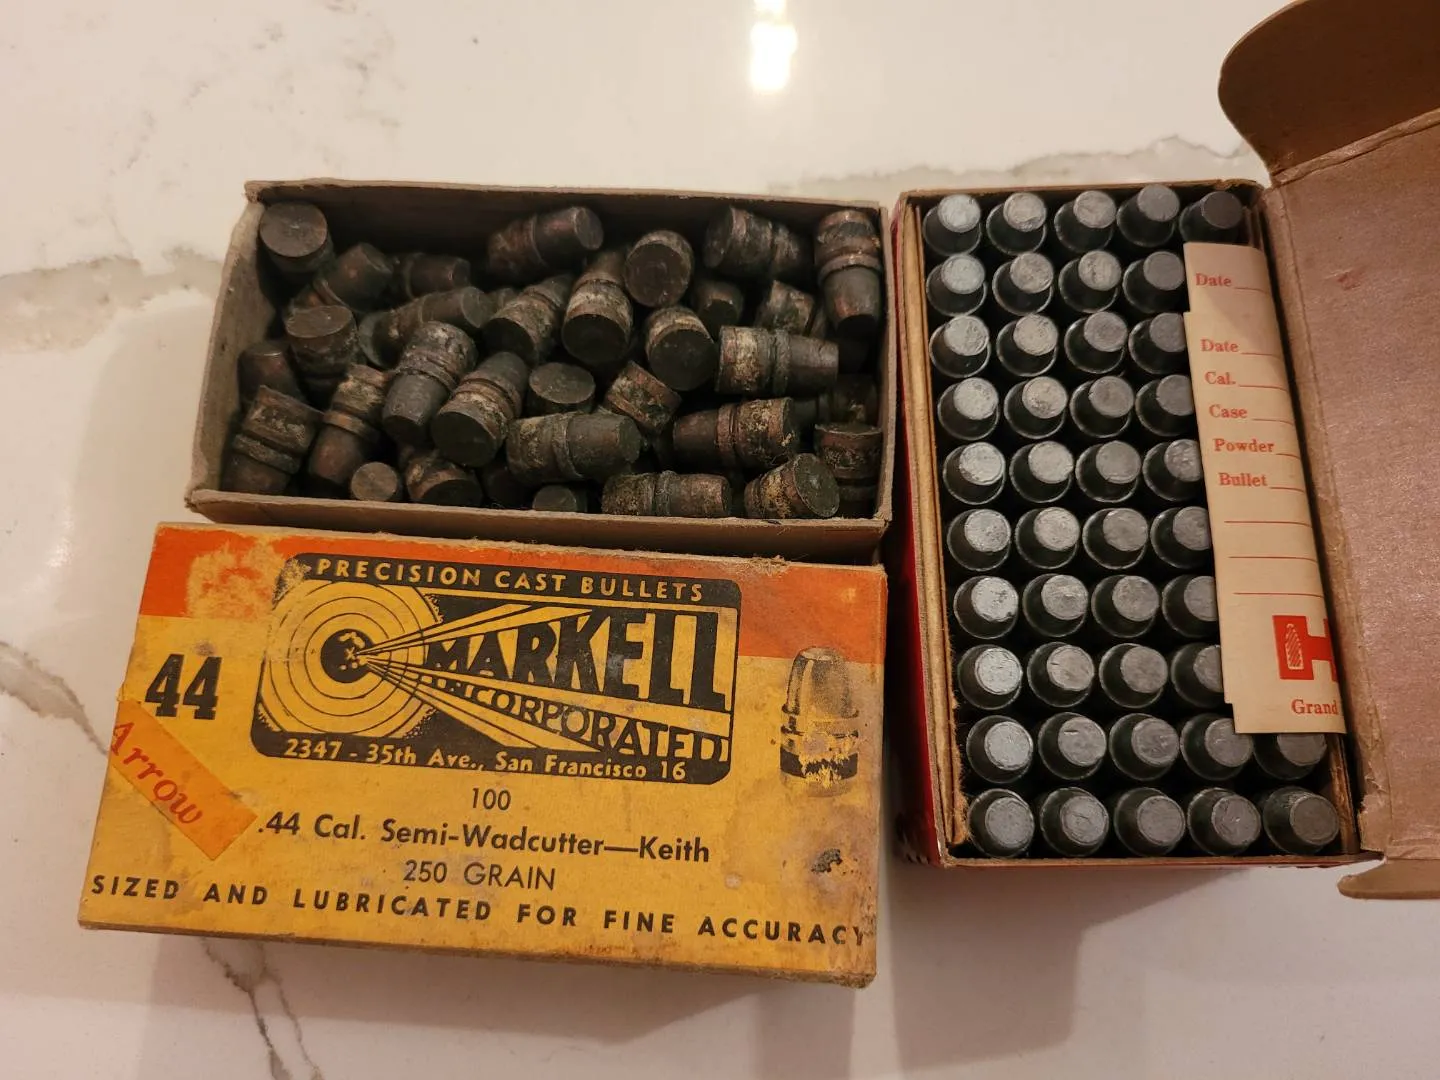 PRECISION CAST BULLETS
MARKELL
INCORPORATED
2347 - 35th Ave., San Francisco 16
44
Arrow
100
.44 Cal. Semi-Wadcutter—Keith
250 GRAIN
SIZED AND LUBRICATED FOR FINE ACCURACY
Date
Date
Cal.
Case
Powder
Bullet
H
Grand